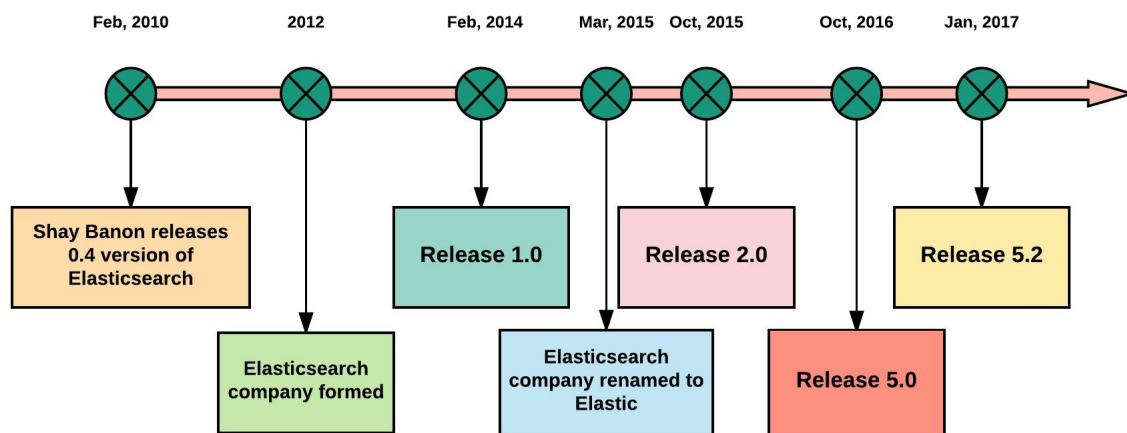 Feb, 2010
2012
Feb, 2014
Mar, 2015
Oct, 2015
Oct, 2016
Jan, 2017
Shay Banon releases
0.4 version of
Elasticsearch
Release 1.0
Release 2.0
Release 5.2
Elasticsearch
company formed
Elasticsearch
company renamed to
Elastic
Release 5.0